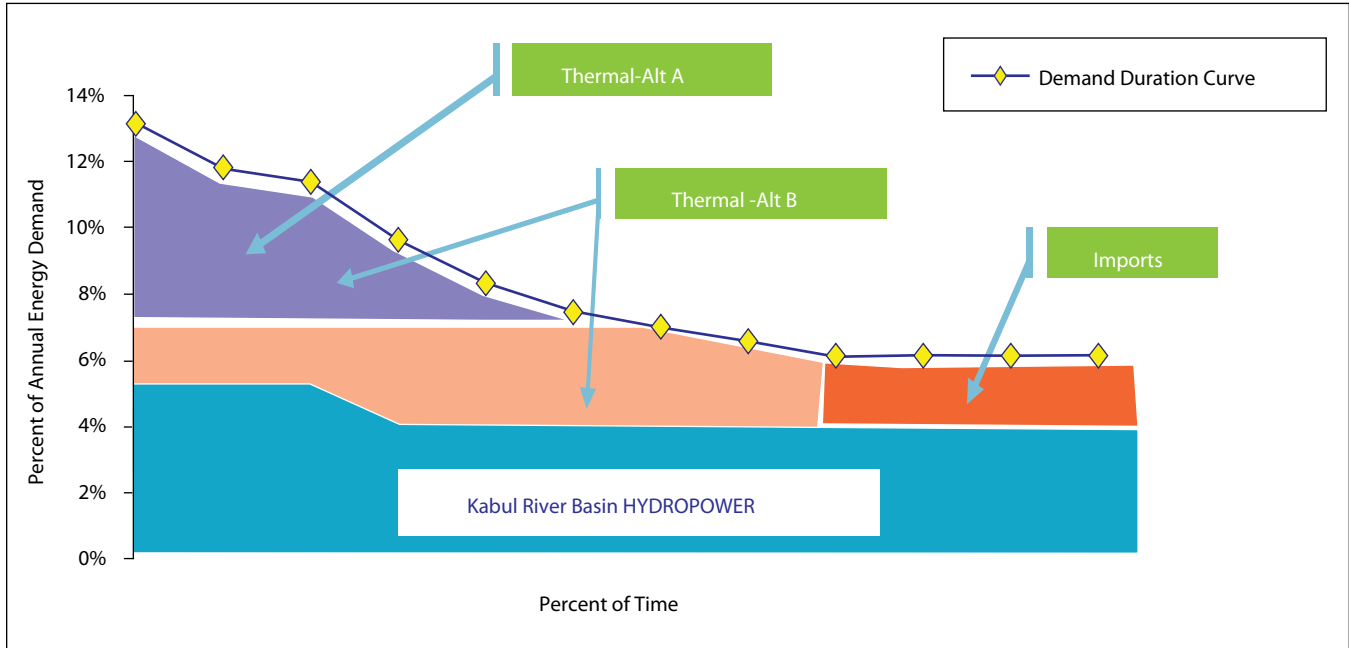 Thermal-Alt A
Demand Duration Curve
14%
12%
10%
8%
6%
4%
2%
0%
Percent of Annual Energy Demand
Thermal -Alt B
Imports
Kabul River Basin HYDROPOWER
Percent of Time